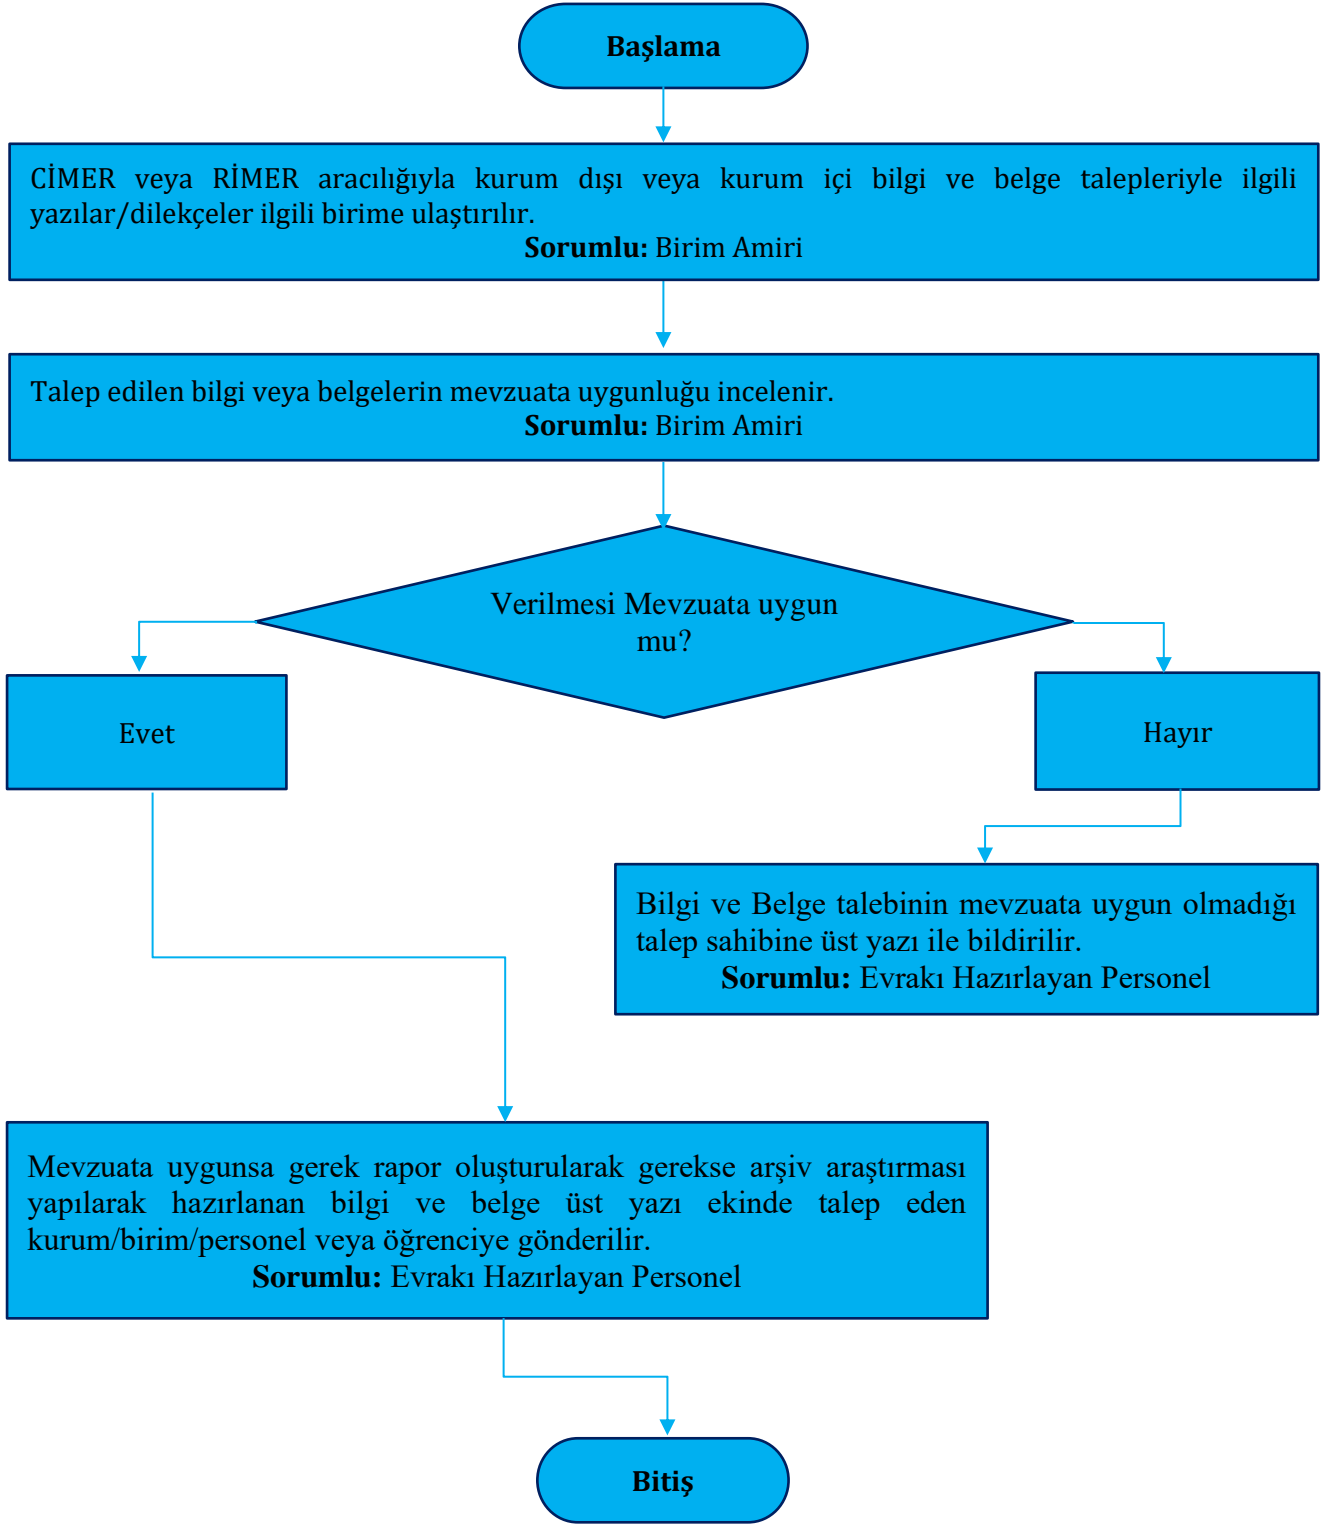 Başlama
CİMER veya RİMER aracılığıyla kurum dışı veya kurum içi bilgi ve belge talepleriyle ilgili
yazılar/dilekçeler ilgili birime ulaştırılır.
Sorumlu: Birim Amiri
Talep edilen bilgi veya belgelerin mevzuata uygunluğu incelenir.
Sorumlu: Birim Amiri
Verilmesi Mevzuata uygun
mu?
Evet
Hayır
Bilgi ve Belge talebinin mevzuata uygun olmadığı
talep sahibine üst yazı ile bildirilir.
Sorumlu: Evrakı Hazırlayan Personel
Mevzuata uygunsa gerek rapor oluşturularak gerekse arşiv araştırması
yapılarak hazırlanan bilgi ve belge üst yazı ekinde talep eden
kurum/birim/personel veya öğrenciye gönderilir.
Sorumlu: Evrakı Hazırlayan Personel
Bitiş